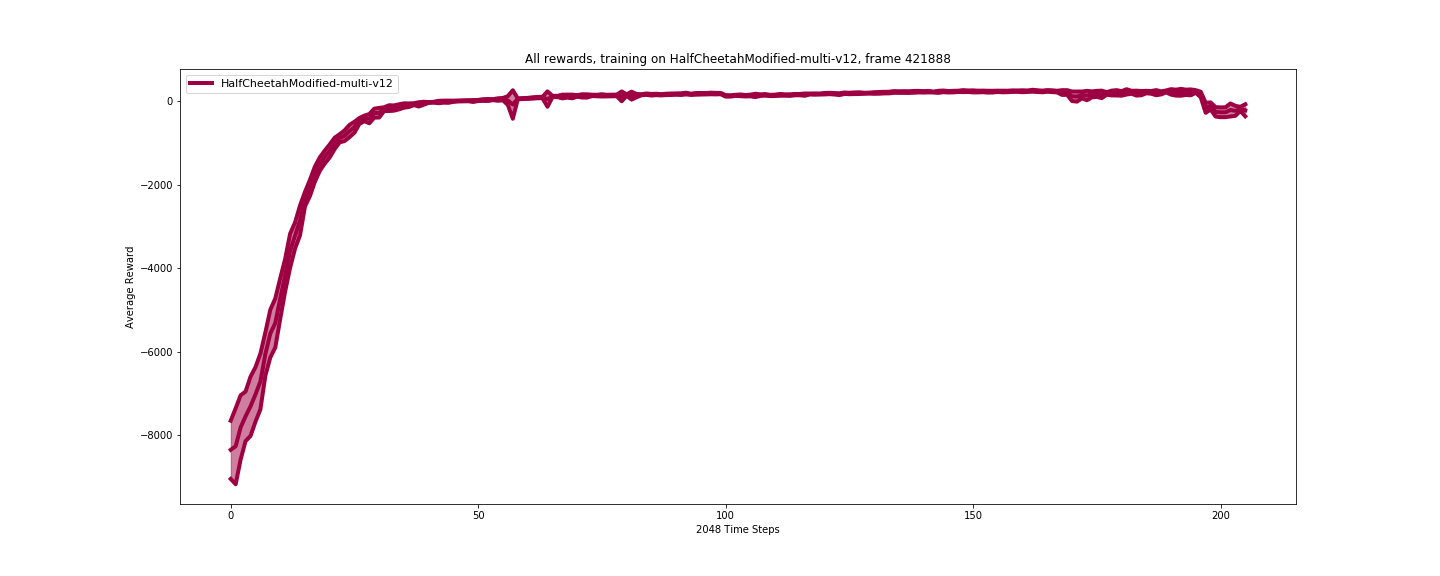 All rewards, training on HalfCheetahModified-multi-v12, frame 421888
HalfCheetahModified-multi-v12
Average Reward
0
−2000
−4000
−6000
−8000
0 50 100 150 200
2048 Time Steps